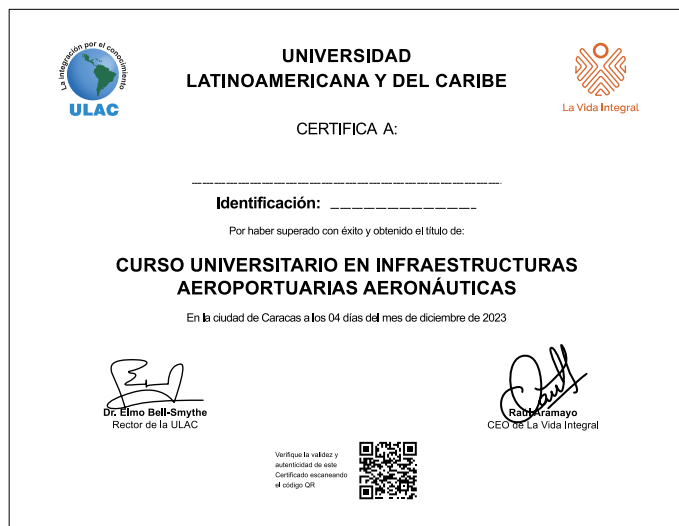 La integración por el conocimiento
ULAC
UNIVERSIDAD
LATINOAMERICANA Y DEL CARIBE
La Vida Integral
CERTIFICA A:
Identificación:
Por haber superado con éxito y obtenido el título de:
CURSO UNIVERSITARIO EN INFRAESTRUCTURAS
AEROPORTUARIAS AERONÁUTICAS
En la ciudad de Caracas a los 04 días del mes de diciembre de 2023
Dr. Elmo Bell-Smythe
Rector de la ULAC
Raúl Aramayo
CEO de La Vida Integral
Verifique la validez y
autenticidad de este
Certificado escaneando
el código QR